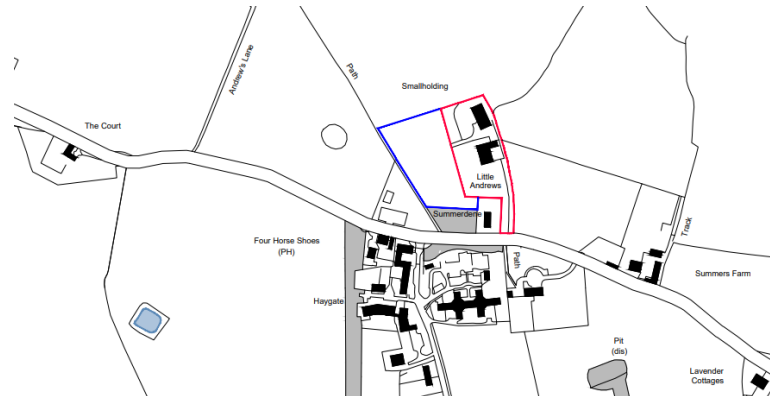 Andrew's Lane
Path
Smallholding
The Court
Little
Andrews
Summerdene
Track
Four Horse Shoes
(PH)
Path
Summers Farm
Haygate
Pit
(dis)
Lavender
Cottages